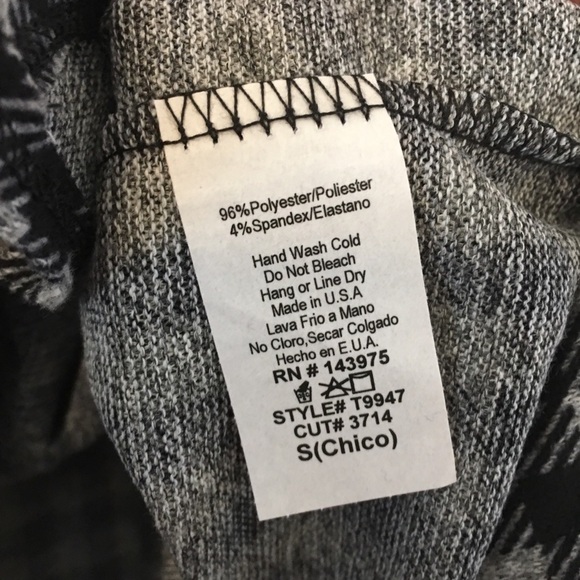 96%Polyester/Poliester
4%Spandex/Elastano
Hand Wash Cold
Do Not Bleach
Hang or Line Dry
Made in U.S.A
Lava Frio a Mano
No Cloro,Secar Colgado
Hecho en E.U.A.
RN # 143975
STYLE# T9947
CUT# 3714
S(Chico)